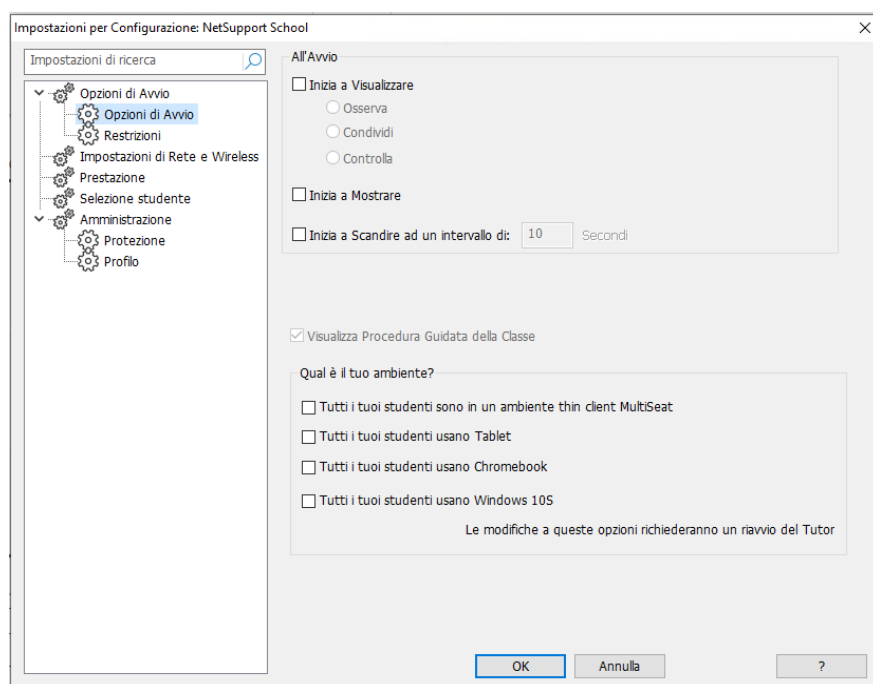 Impostazioni per Configurazione: NetSupport School
Impostazioni di ricerca
Opzioni di Avvio
Opzioni di Avvio
Restrizioni
Impostazioni di Rete e Wireless
Prestazione
Selezione studente
Amministrazione
Protezione
Profilo
All'Avvio
Inizia a Visualizzare
Osserva
Condividi
Controlla
Inizia a Mostrare
Inizia a Scandire ad un intervallo di: 10 Secondi
Visualizza Procedura Guidata della Classe
Qual è il tuo ambiente?
Tutti i tuoi studenti sono in un ambiente thin client MultiSeat
Tutti i tuoi studenti usano Tablet
Tutti i tuoi studenti usano Chromebook
Tutti i tuoi studenti usano Windows 10S
Le modifiche a queste opzioni richiederanno un riavvio del Tutor
OK Annulla ?